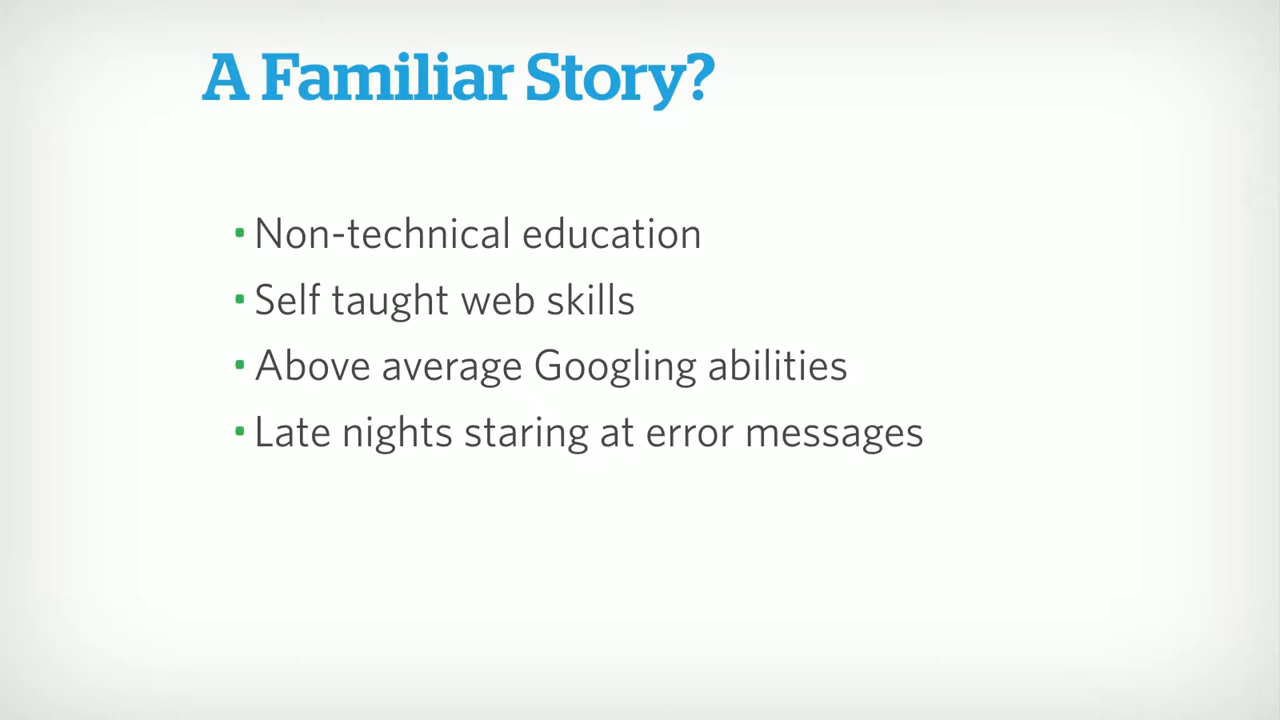 A Familiar Story?
• Non-technical education
• Self taught web skills
• Above average Googling abilities
• Late nights staring at error messages